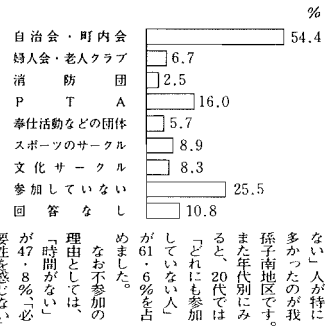 %
自治会・町内会 54.4
婦人会・老人クラブ 6.7
消防団 2.5
PTA 16.0
奉仕活動などの団体 5.7
スポーツのサークル 8.9
文化サークル 8.3
参加していない 25.5
回答なし 10.8
ない」人が特に
多かったのが我
孫子南地区です。
また年代別にみ
ると、20代では
「どれにも参加
していない人」
が61・6%を占
めました。
なお不参加の
理由としては、
「時間がない」
が47・8%「必
要性を感じない